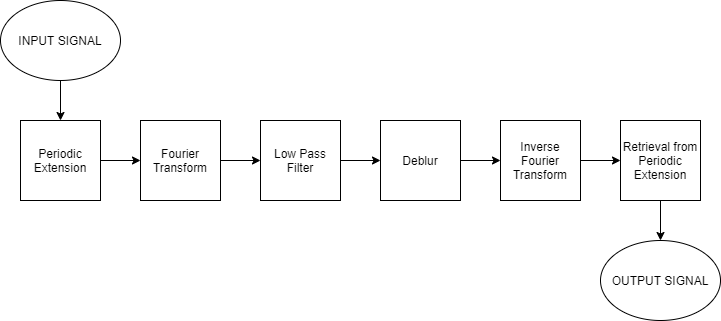 INPUT SIGNAL
Periodic
Extension
Fourier
Transform
Low Pass
Filter
Deblur
Inverse
Fourier
Transform
Retrieval from
Periodic
Extension
OUTPUT SIGNAL